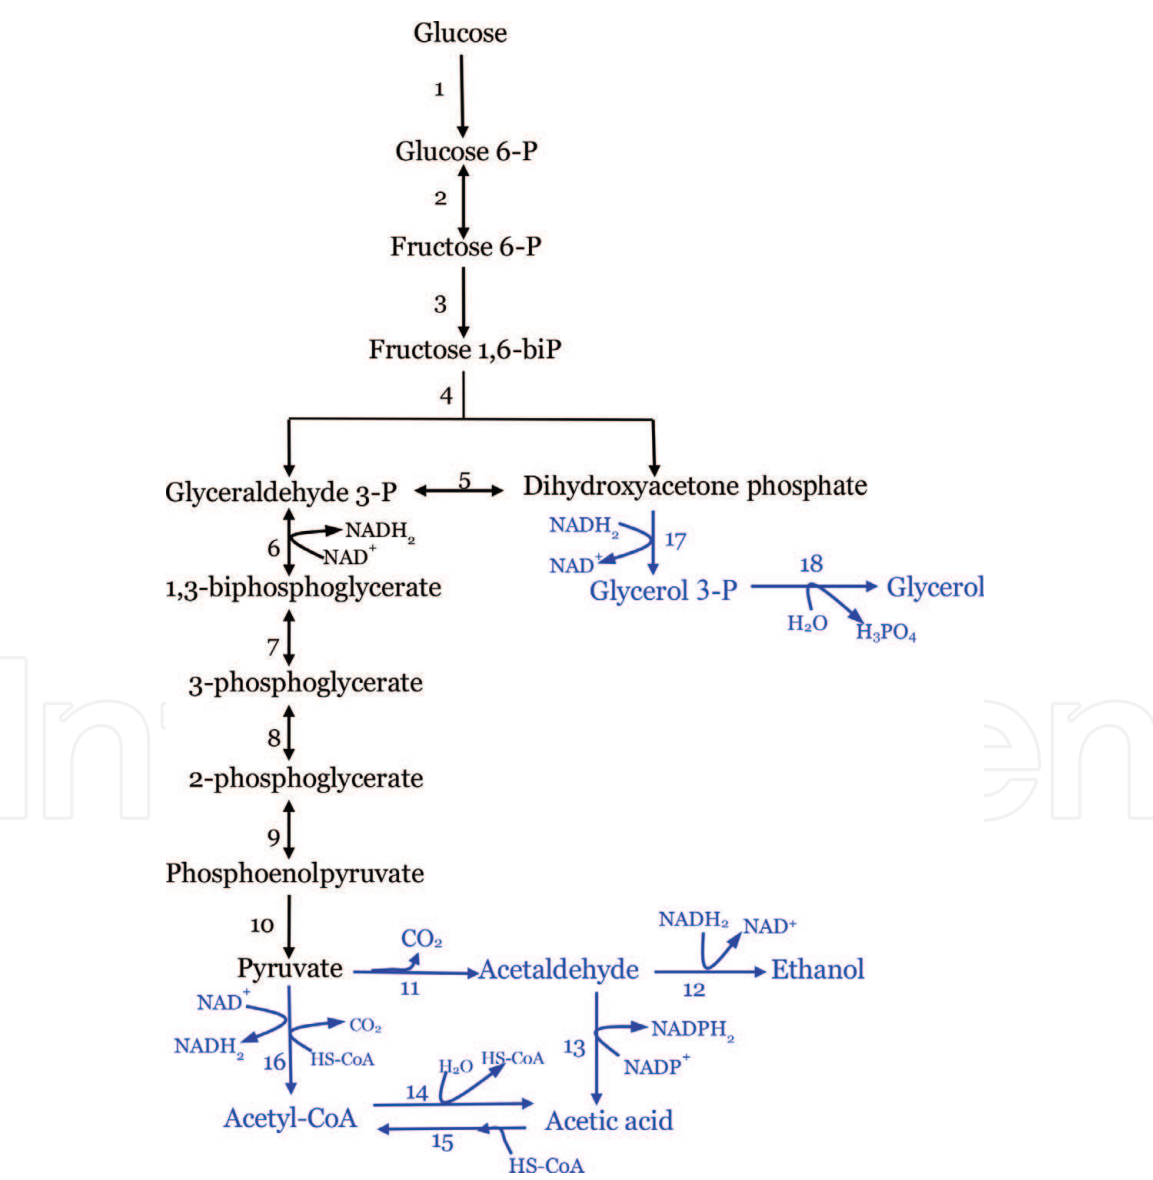 Glucose
1
Glucose 6-P
2
Fructose 6-P
3
Fructose 1,6-biP
4
Glyceraldehyde 3-P
5
Dihydroxyacetone phosphate
6
NADH₂
NAD⁺
NADH₂
NAD⁺
17
1,3-biphosphoglycerate
Glycerol 3-P
18
H₂O
H₃PO₄
Glycerol
7
3-phosphoglycerate
8
2-phosphoglycerate
9
Phosphoenolpyruvate
10
Pyruvate
CO₂
11
Acetaldehyde
NADH₂
NAD⁺
12
Ethanol
NAD⁺
NADH₂
16
CO₂
HS-CoA
13
NADPH₂
NADP⁺
Acetyl-CoA
14
H₂O
HS-CoA
15
HS-CoA
Acetic acid